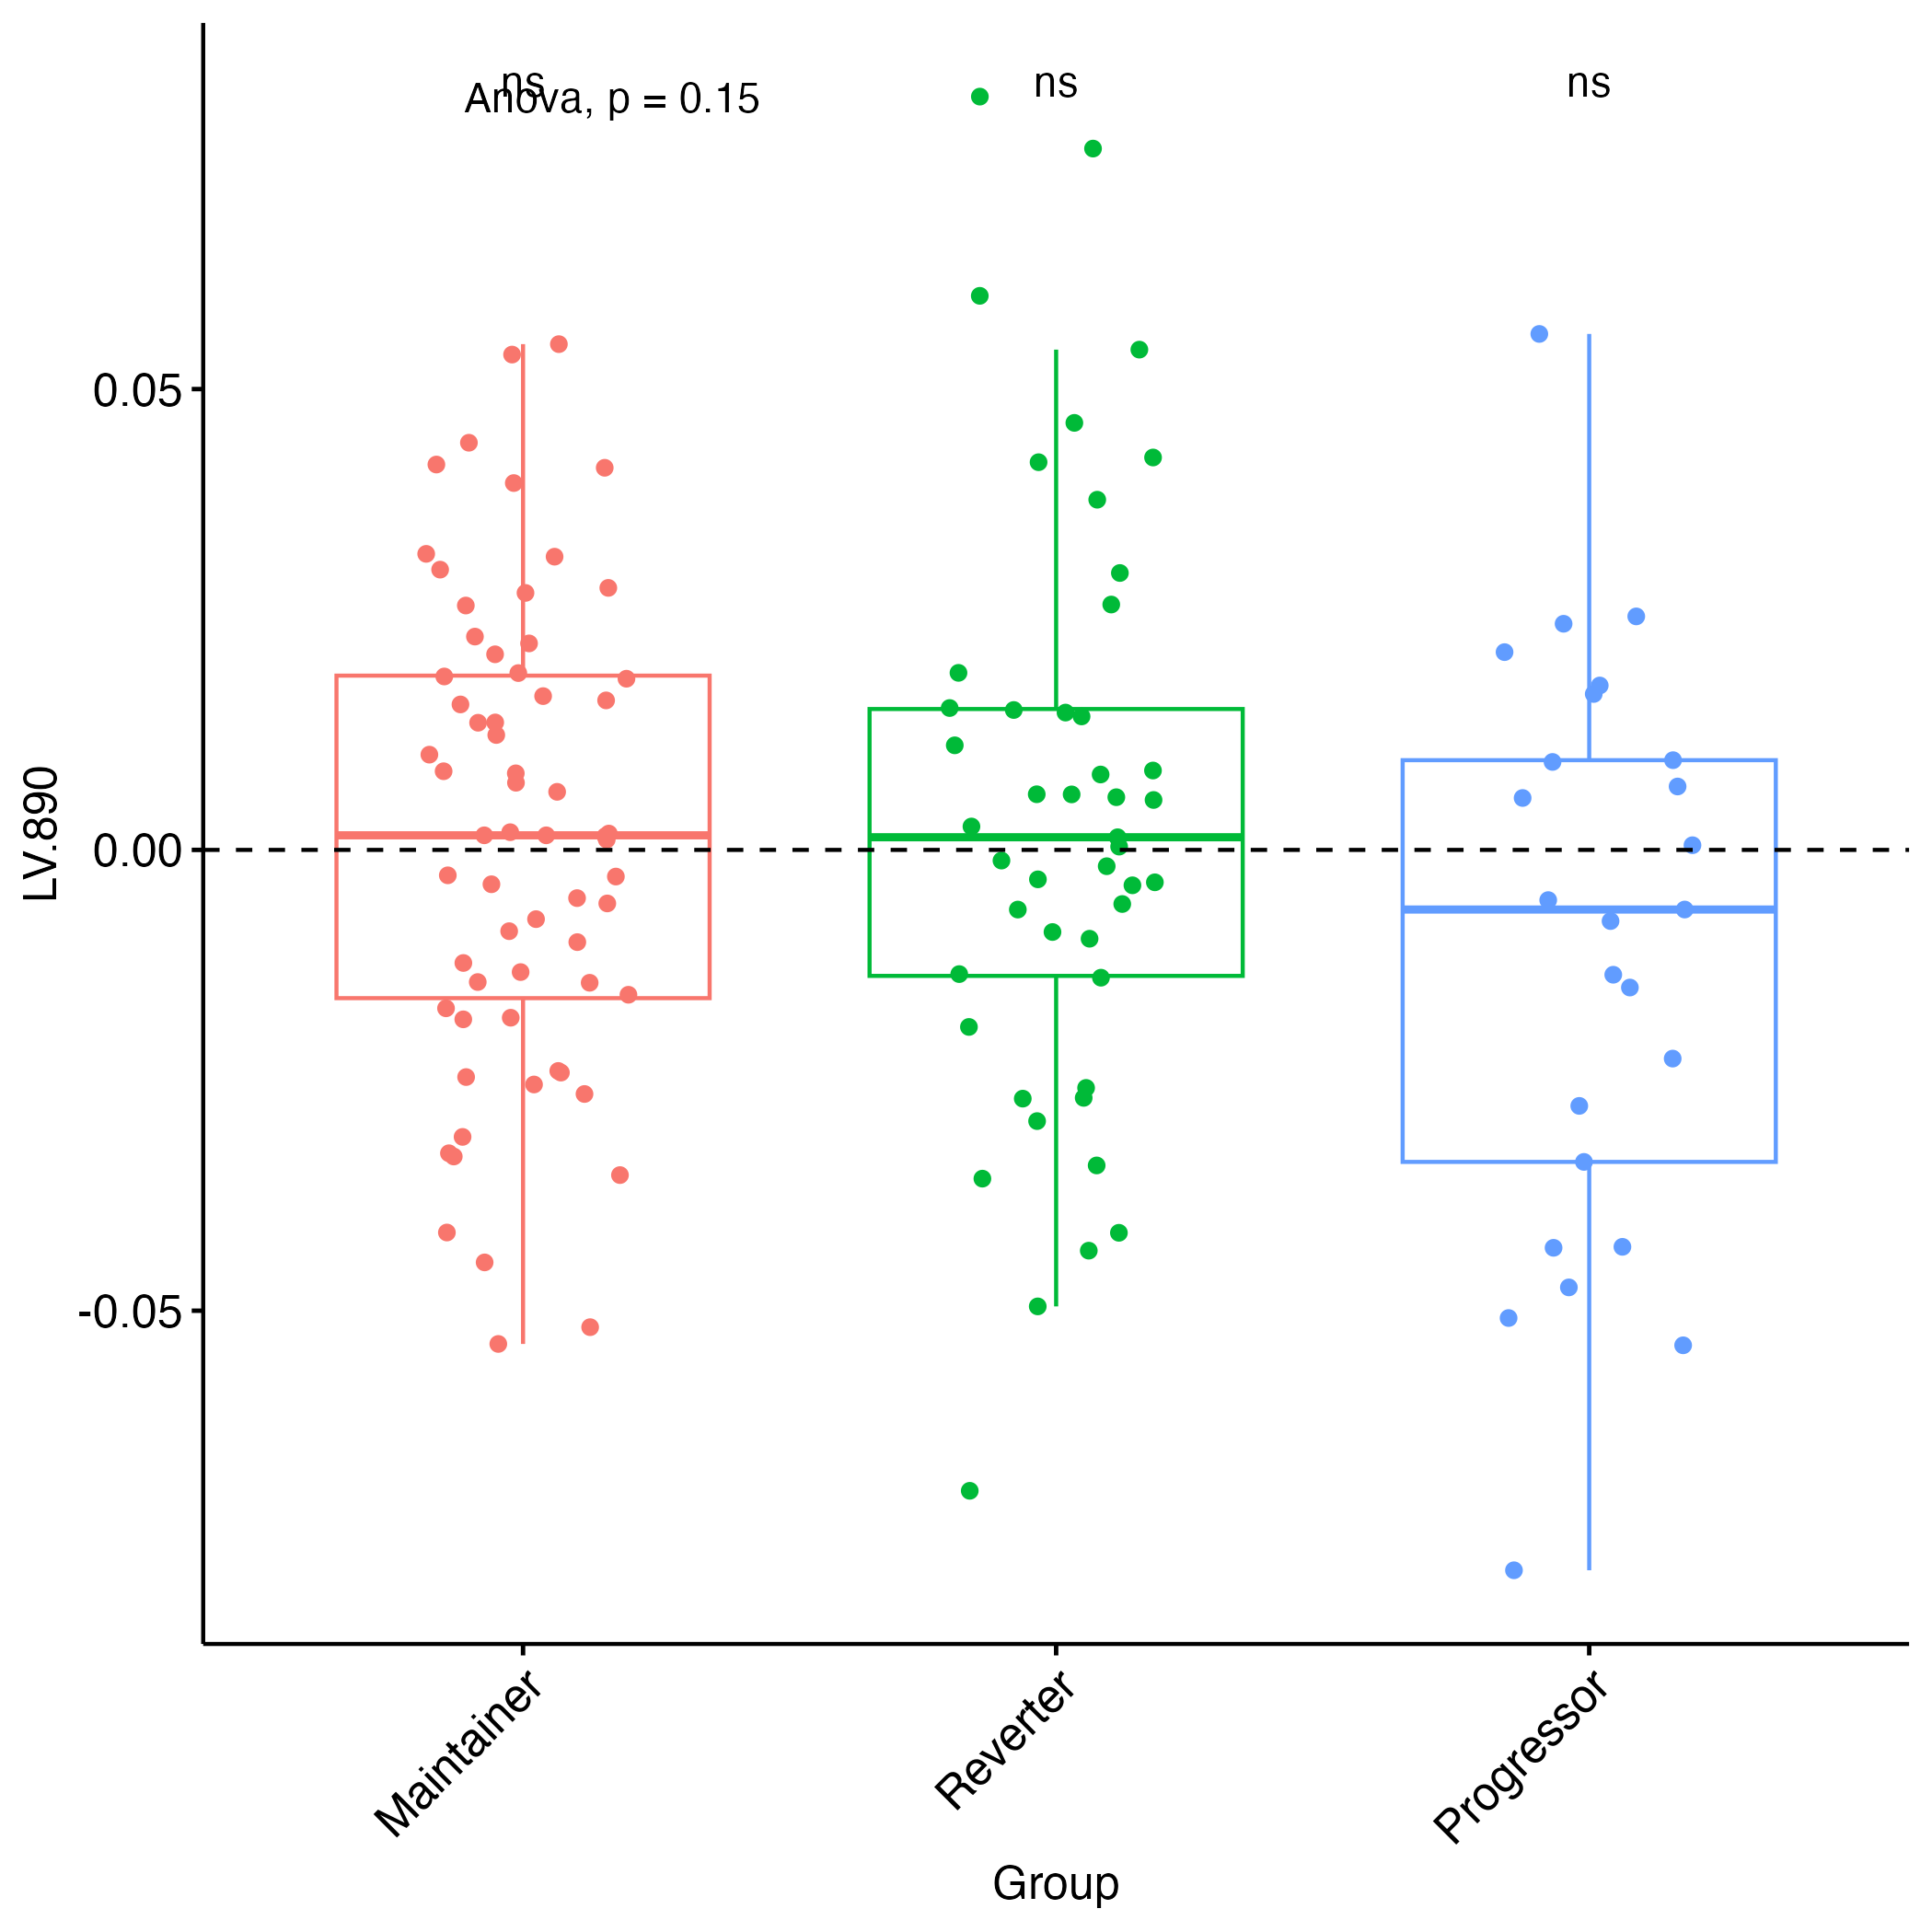 ns
ns
ns
Anova, p = 0.15
0.05
0.00
-0.05
LV.890
Maintainer
Reverter
Progressor
Group